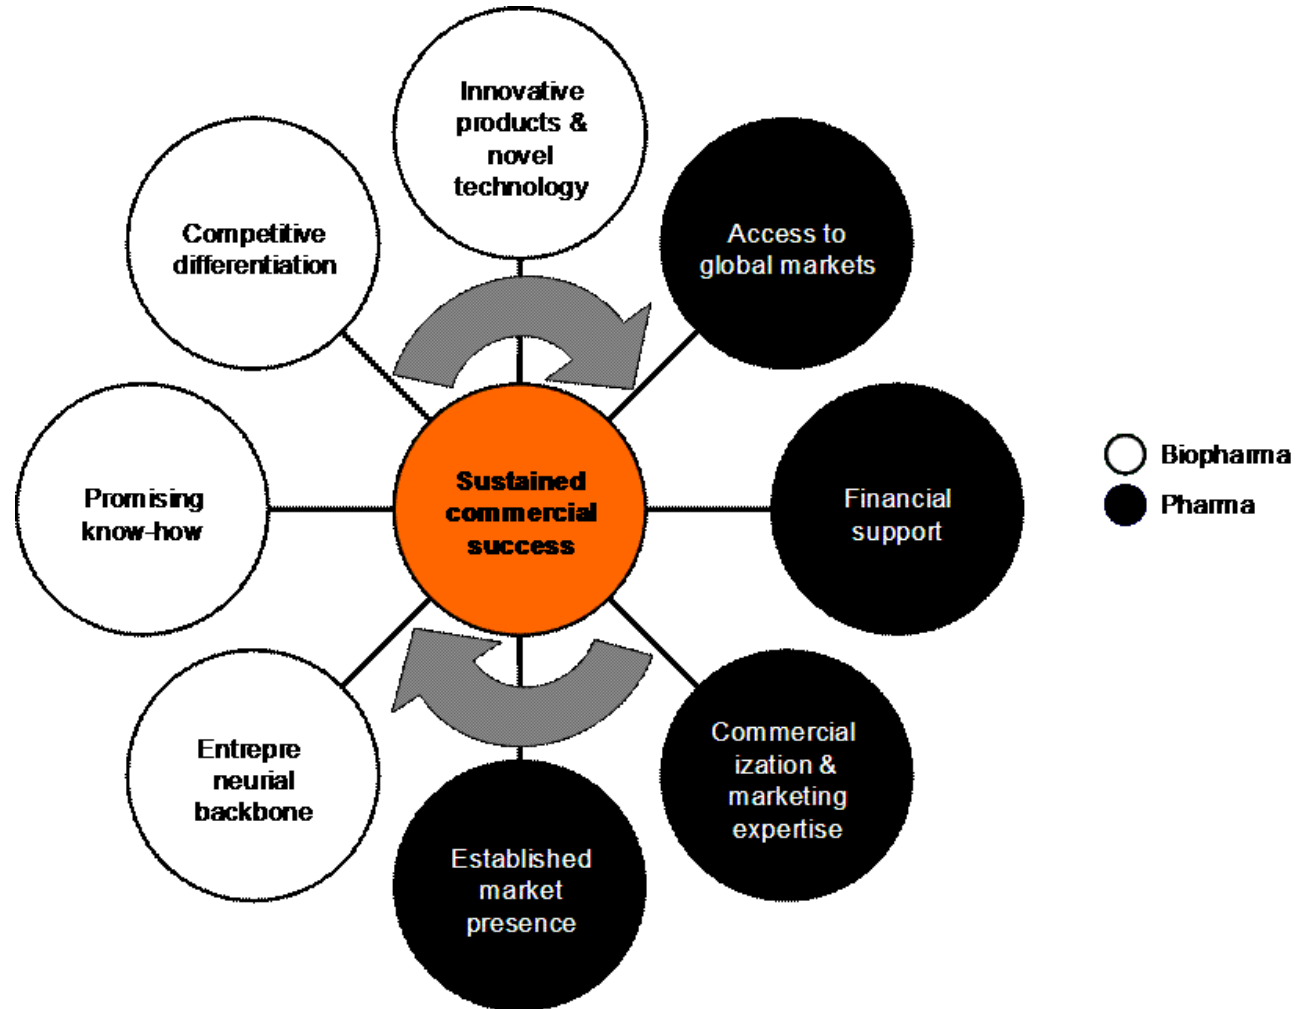 Innovative
products &
novel
technology
Competitive
differentiation
Access to
global markets
Promising
know-how
Sustained
commercial
success
Financial
support
Biopharma
Pharma
Entrepre
neurial
backbone
Commercial
ization &
marketing
expertise
Established
market
presence